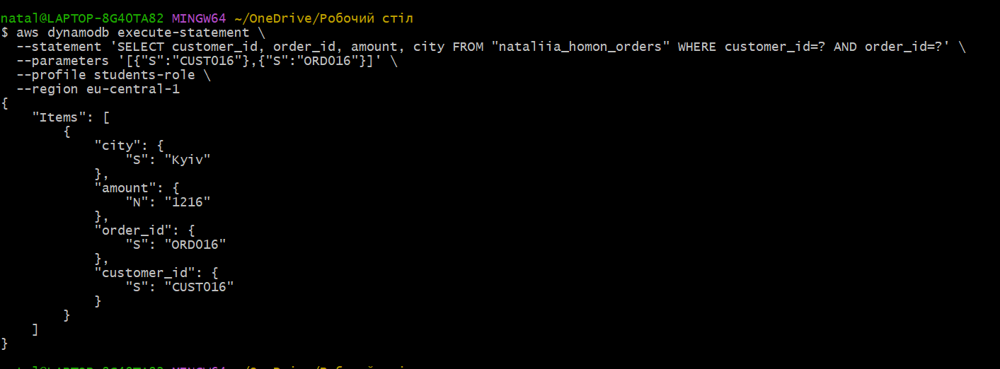 natal@LAPTOP-8G40TA82 MINGW64 ~/OneDrive/Робочий стіл
$ aws dynamodb execute-statement \
  --statement 'SELECT customer_id, order_id, amount, city FROM "nataliia_homon_orders" WHERE customer_id=? AND order_id=?' \
  --parameters '[{"S":"CUST016"},{"S":"ORD016"}]' \
  --profile students-role \
  --region eu-central-1
{
    "Items": [
        {
            "city": {
                "S": "Kyiv"
            },
            "amount": {
                "N": "1216"
            },
            "order_id": {
                "S": "ORD016"
            },
            "customer_id": {
                "S": "CUST016"
            }
        }
    ]
}